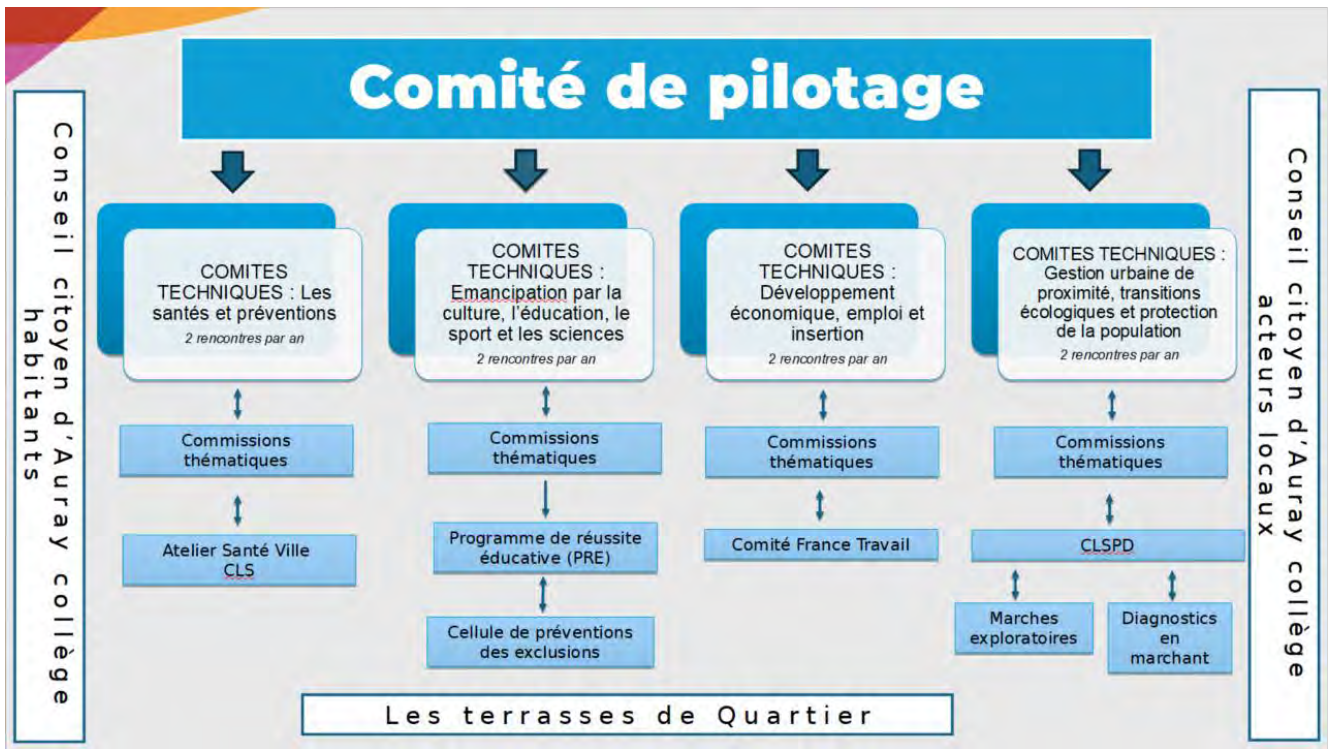 Comité de pilotage
Conseil citoyen d'Auray collège
habitants
COMITES
TECHNIQUES : Les
santés et préventions
2 rencontres par an
Commissions
thématiques
Atelier Santé Ville
CLS
COMITES
TECHNIQUES :
Emancipation par la
culture, l'éducation, le
sport et les sciences
2 rencontres par an
Commissions
thématiques
Programme de réussite
éducative (PRE)
Cellule de préventions
des exclusions
COMITES
TECHNIQUES :
Développement
économique, emploi et
insertion
2 rencontres par an
Commissions
thématiques
Comité France Travail
COMITES TECHNIQUES :
Gestion urbaine de
proximité, transitions
écologiques et protection
de la population
2 rencontres par an
Commissions
thématiques
CLSPD
Marches
exploratoires
Diagnostics
en
marchant
Conseil citoyen d'Auray collège
acteurs locaux
Les terrasses de Quartier